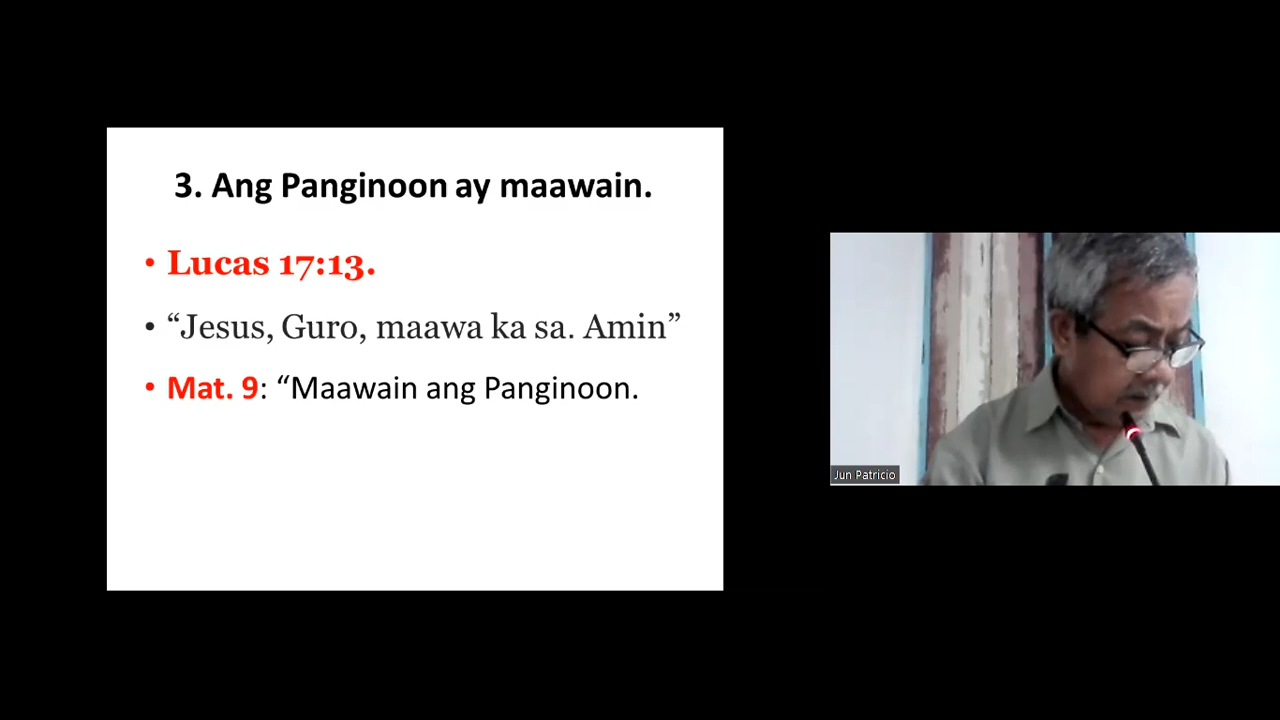 3. Ang Panginoon ay maawain.
• Lucas 17:13.
• “Jesus, Guro, maawa ka sa. Amin”
• Mat. 9: “Maawain ang Panginoon.
Jun Patricio